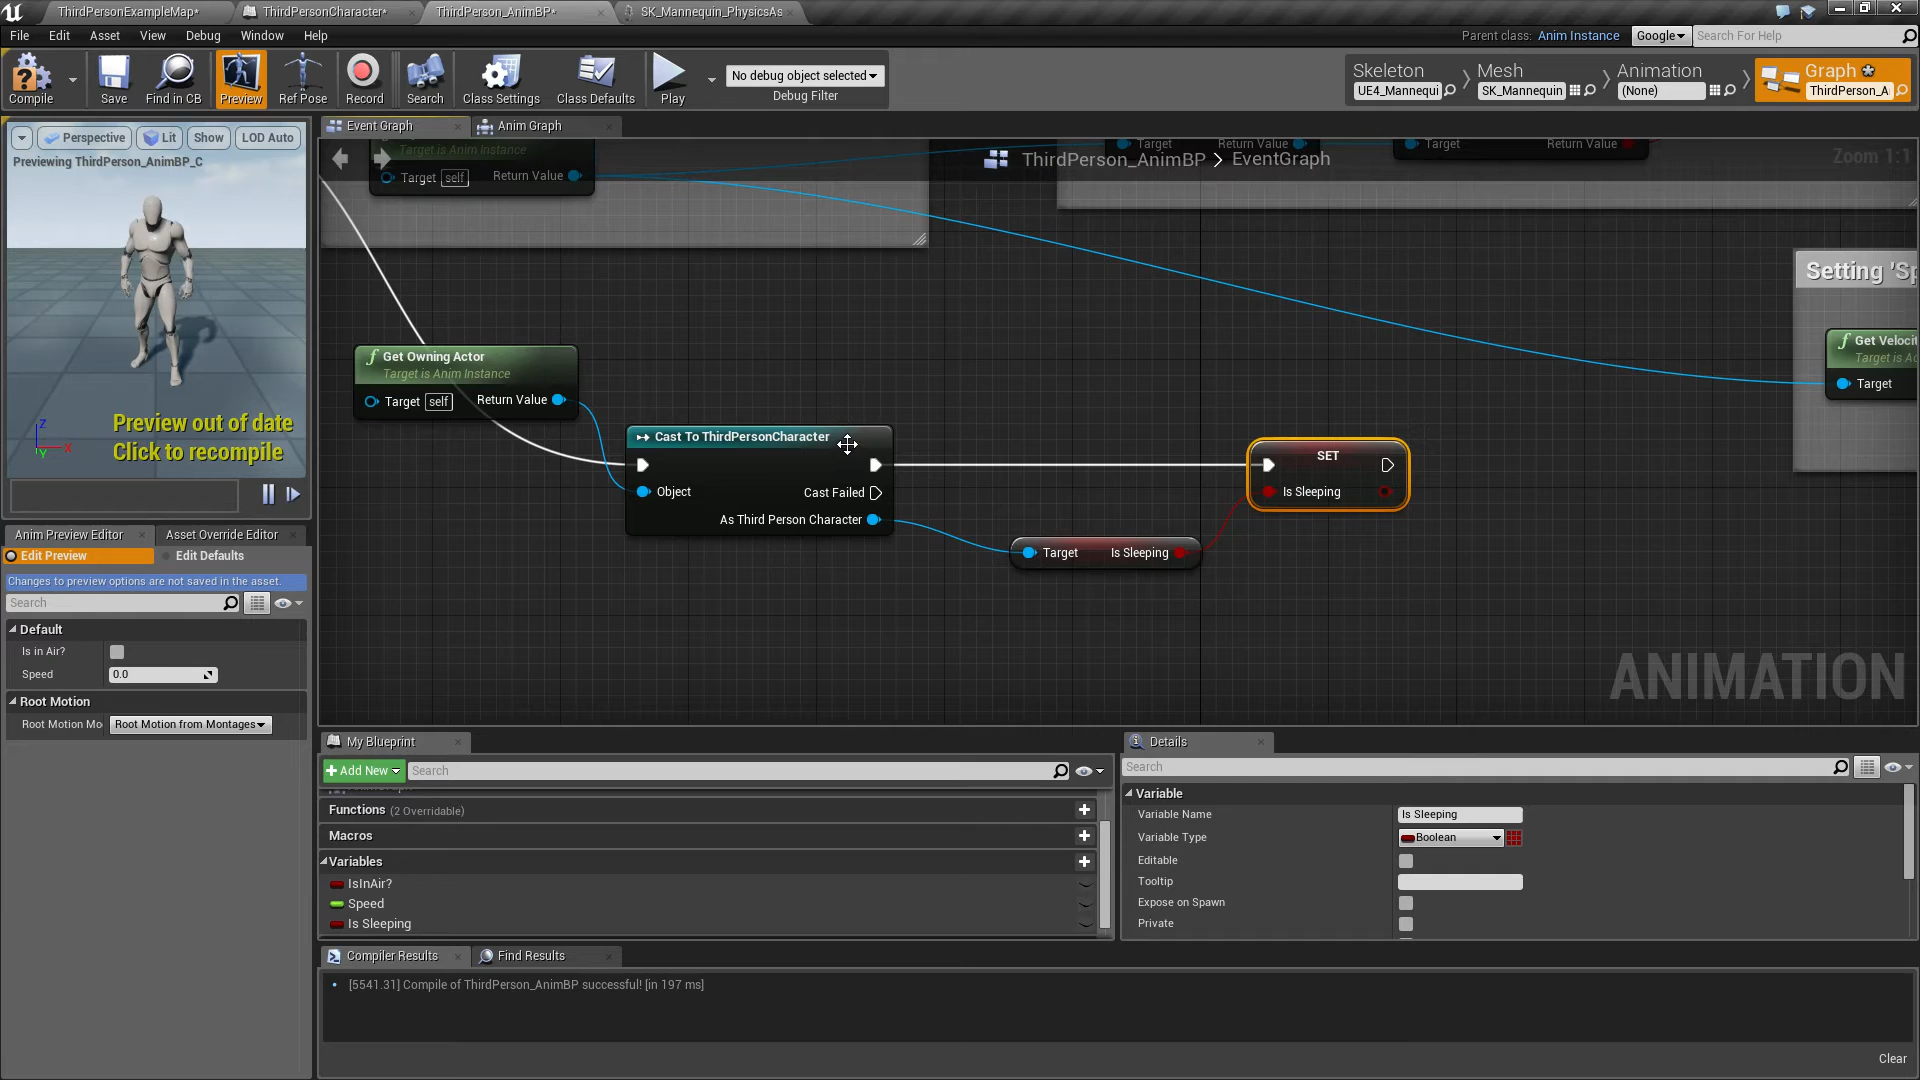 ThirdPersonExampleMap*
ThirdPersonCharacter*
ThirdPerson_AnimBP*
SK_Mannequin_PhysicsAs
File Edit Asset View Debug Window Help
Parent class: Anim Instance
Google
Search For Help
Compile
Save
Find in CB
Preview
Ref Pose
Record
Search
Class Settings
Class Defaults
Play
No debug object selected
Debug Filter
Skeleton
UE4_Mannequi
Mesh
SK_Mannequin
Animation
(None)
Graph
ThirdPerson_A
Perspective
Lit
Show
LOD Auto
Previewing ThirdPerson_AnimBP_C
Z
X
Y
Preview out of date
Click to recompile
Event Graph
Anim Graph
ThirdPerson_AnimBP > EventGraph
Zoom 1:1
Target is Anim Instance
Target self Return Value
Target Return Value
Target Return Value
Setting 'Sp
Get Velocit
Target is Ac
Target
Get Owning Actor
Target is Anim Instance
Target self Return Value
Cast To ThirdPersonCharacter
Object
Cast Failed
As Third Person Character
Target Is Sleeping
SET
Is Sleeping
ANIMATION
Anim Preview Editor
Asset Override Editor
Edit Preview
Edit Defaults
Changes to preview options are not saved in the asset.
Search
Default
Is in Air?
Speed 0.0
Root Motion
Root Motion Mo Root Motion from Montages
My Blueprint
Add New
Search
Functions (2 Overridable)
Macros
Variables
IsInAir?
Speed
Is Sleeping
Details
Search
Variable
Variable Name Is Sleeping
Variable Type Boolean
Editable
Tooltip
Expose on Spawn
Private
Compiler Results
Find Results
[5541.31] Compile of ThirdPerson_AnimBP successful! [in 197 ms]
Clear